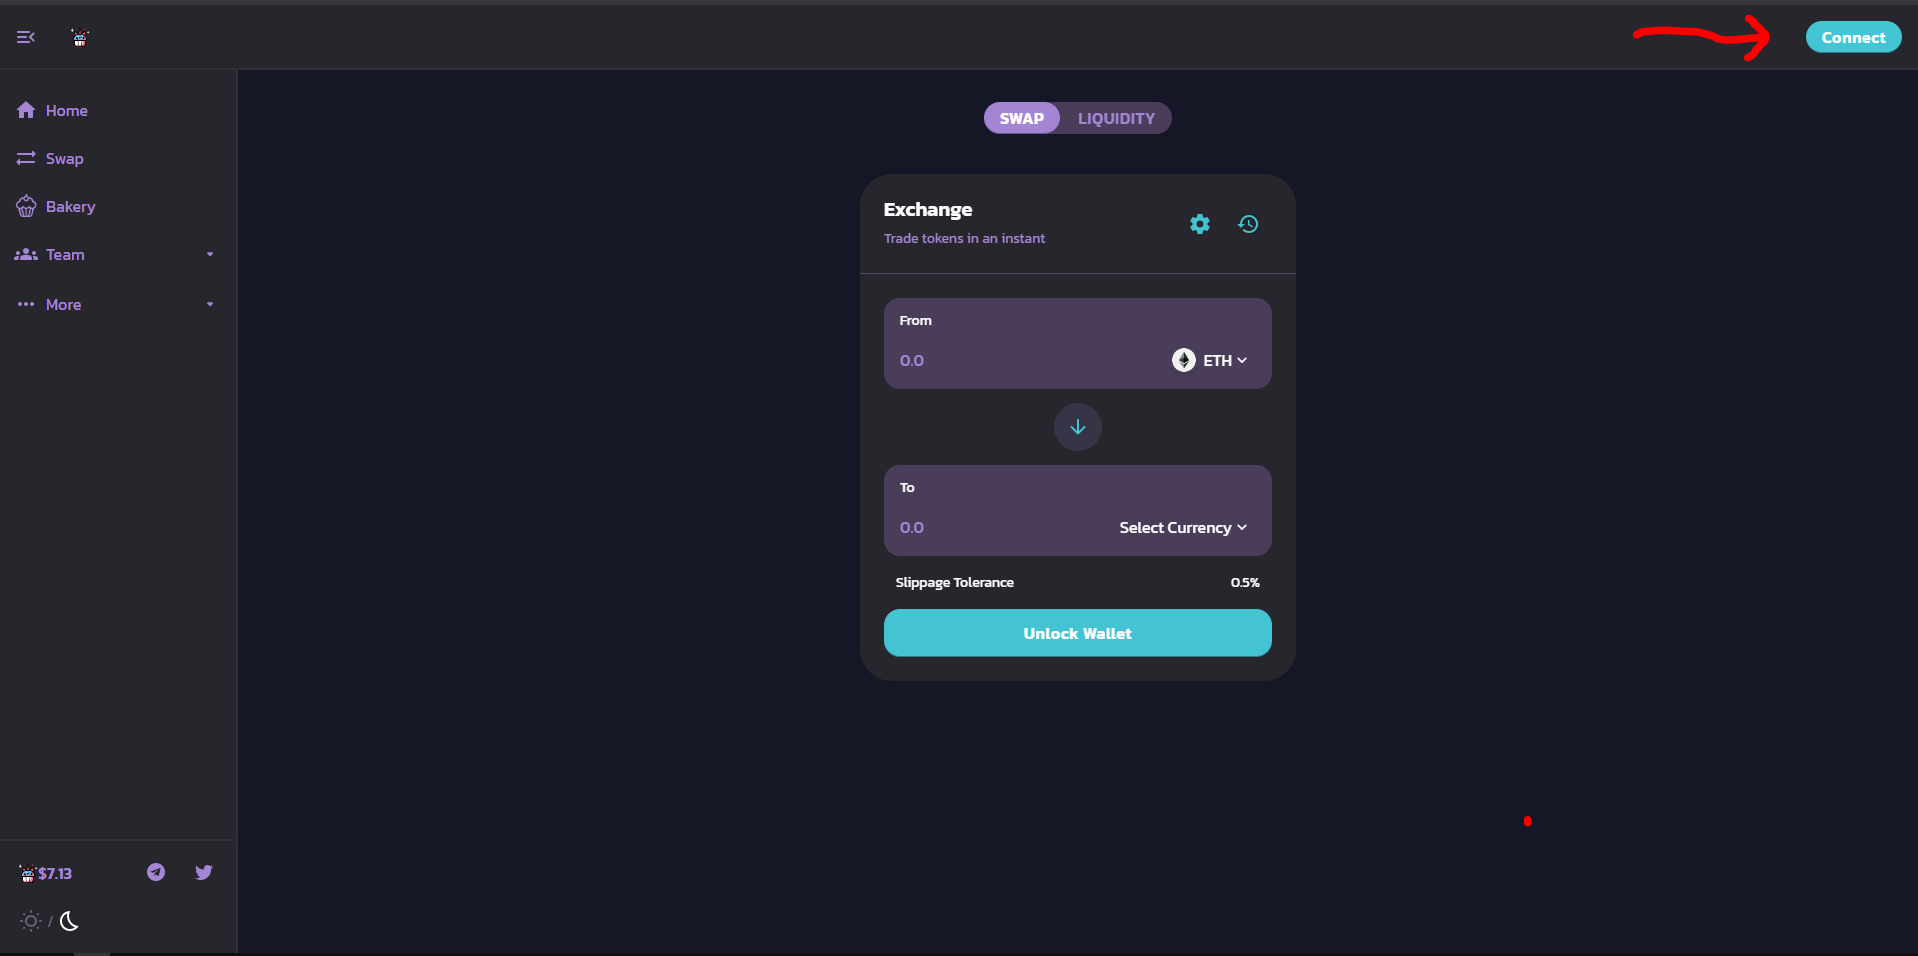 Connect
Home
Swap
Bakery
Team
More
SWAP LIQUIDITY
Exchange
Trade tokens in an instant
From
0.0 ETH
To
0.0 Select Currency
Slippage Tolerance 0.5%
Unlock Wallet
$7.13
/